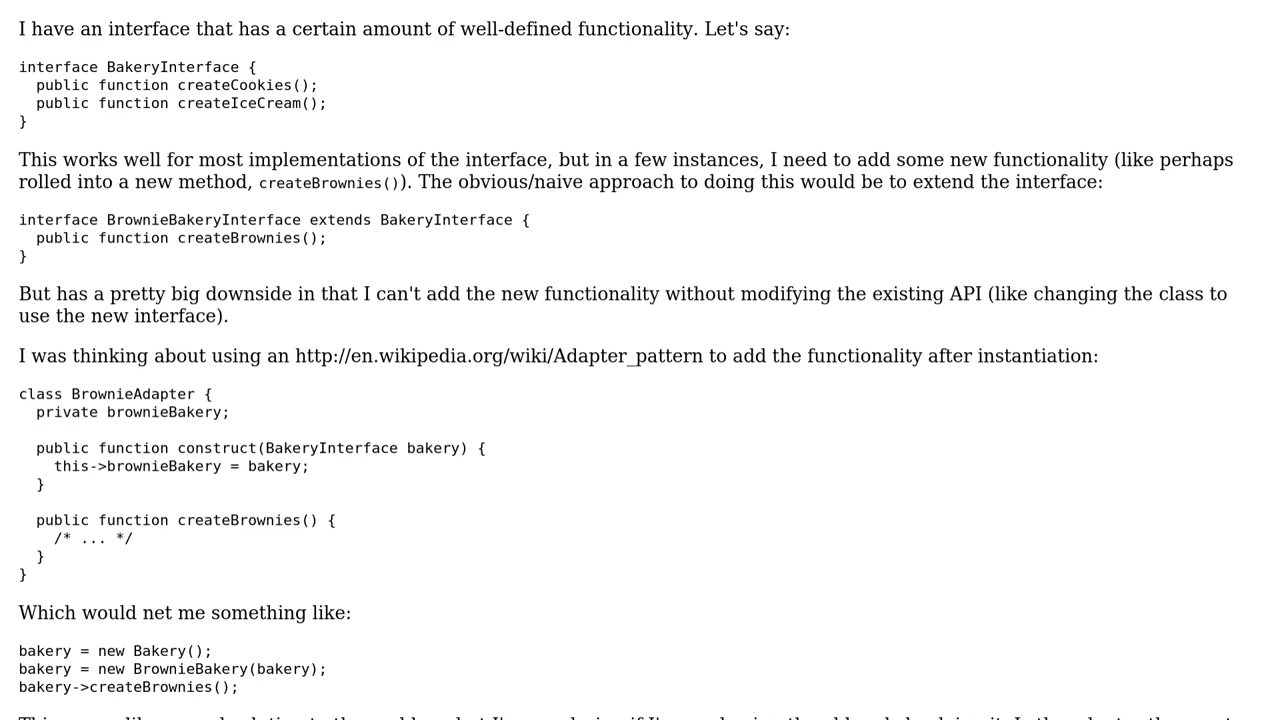 I have an interface that has a certain amount of well-defined functionality. Let's say:
interface BakeryInterface {
  public function createCookies();
  public function createIceCream();
}
This works well for most implementations of the interface, but in a few instances, I need to add some new functionality (like perhaps
rolled into a new method, createBrownies()). The obvious/naive approach to doing this would be to extend the interface:
interface BrownieBakeryInterface extends BakeryInterface {
  public function createBrownies();
}
But has a pretty big downside in that I can't add the new functionality without modifying the existing API (like changing the class to
use the new interface).
I was thinking about using an http://en.wikipedia.org/wiki/Adapter_pattern to add the functionality after instantiation:
class BrownieAdapter {
  private brownieBakery;
  public function construct(BakeryInterface bakery) {
    this->brownieBakery = bakery;
  }
  public function createBrownies() {
    /* ... */
  }
}
Which would net me something like:
bakery = new Bakery();
bakery = new BrownieBakery(bakery);
bakery->createBrownies();